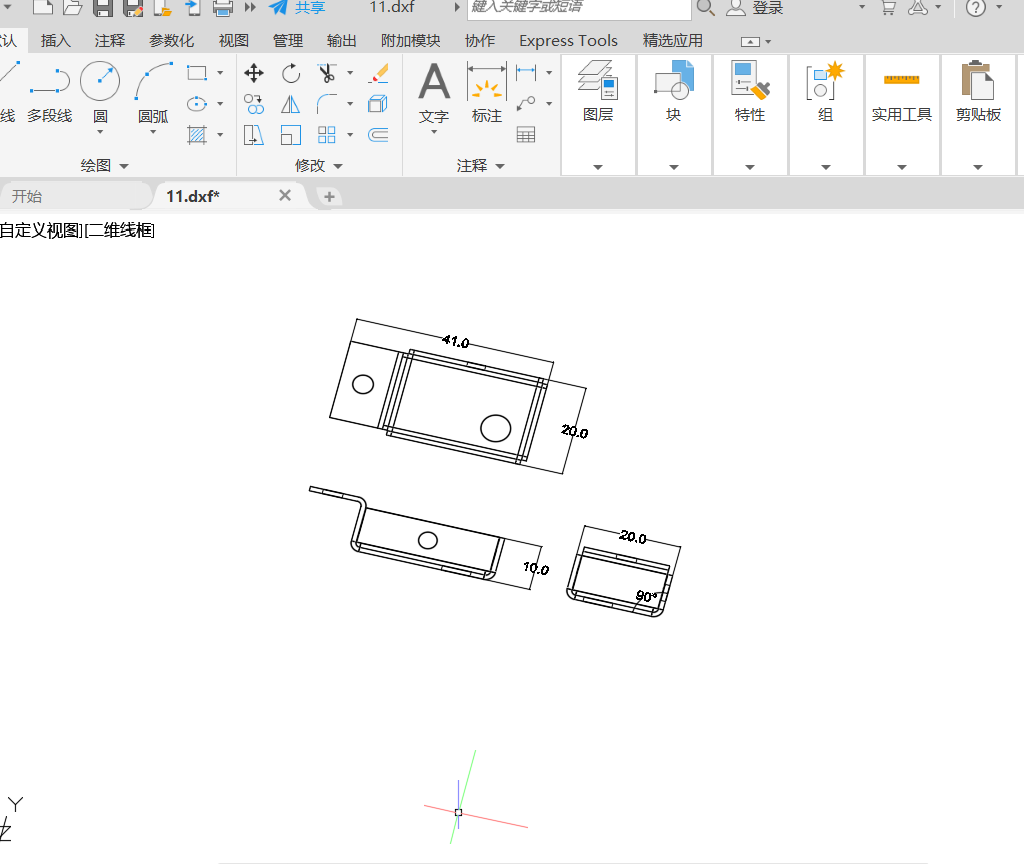 共享
11.dxf
键入关键字或短语
登录
认
插入
注释
参数化
视图
管理
输出
附加模块
协作
Express Tools
精选应用
线
多段线
圆
圆弧
文字
标注
图层
块
特性
组
实用工具
剪贴板
绘图
修改
注释
开始
11.dxf*
自定义视图][二维线框]
41.0
20.0
20.0
10.0
90°
Y
Z